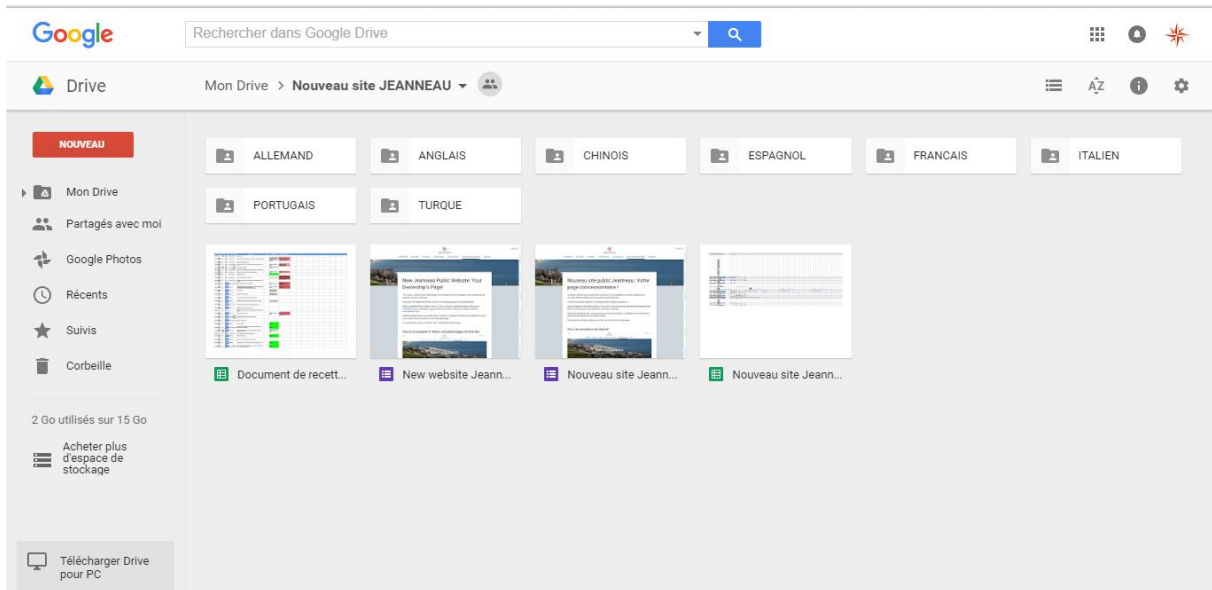 Google
Rechercher dans Google Drive
Drive
Mon Drive > Nouveau site JEANNEAU
NOUVEAU
Mon Drive
Partagés avec moi
Google Photos
Récents
Suivis
Corbeille
2 Go utilisés sur 15 Go
Acheter plus
d'espace de
stockage
Télécharger Drive
pour PC
ALLEMAND
ANGLAIS
CHINOIS
ESPAGNOL
FRANCAIS
ITALIEN
PORTUGAIS
TURQUE
New Jeanneau Public Website: Your
Dealership's Page!
Nouveau site public Jeanneau: Votre
page concessionnaire !
Document de recett...
New website Jeann...
Nouveau site Jeann...
Nouveau site Jeann...